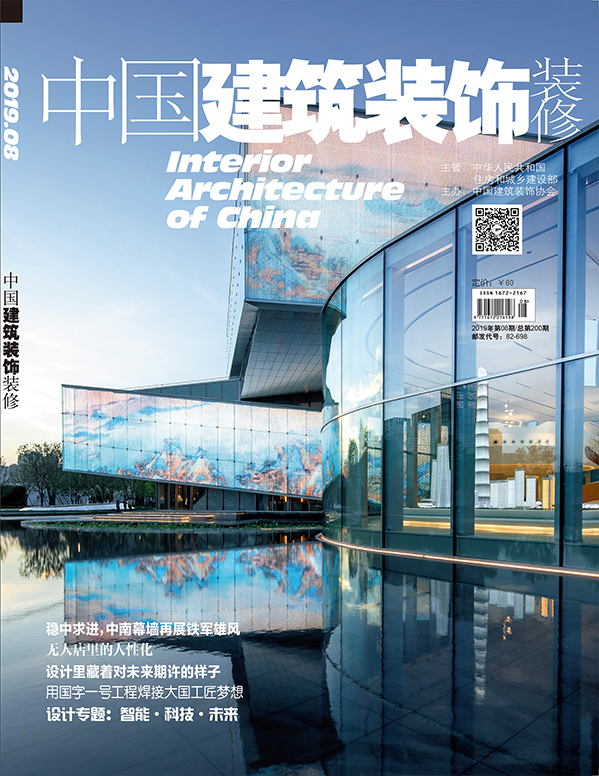 2019.08
中国建筑装饰装修
中国建筑装饰装修
Interior
Architecture
of China
主管： 中华人民共和国
住房和城乡建设部
主办： 中国建筑装饰协会
定价：￥60
ISSN 1672-2167
08>
9 771672 216198
2019年第08期/总第200期
邮发代号：82-698
稳中求进，中南幕墙再展铁军雄风
无人店里的人性化
设计里藏着对未来期许的样子
用国字一号工程焊接大国工匠梦想
设计专题：智能·科技·未来